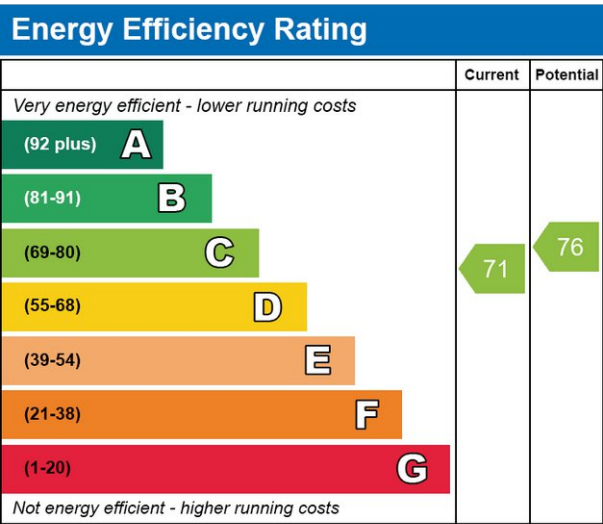 Energy Efficiency Rating
Current Potential
Very energy efficient - lower running costs
(92 plus) A
(81-91) B
(69-80) C
(55-68) D
(39-54) E
(21-38) F
(1-20) G
71
76
Not energy efficient - higher running costs